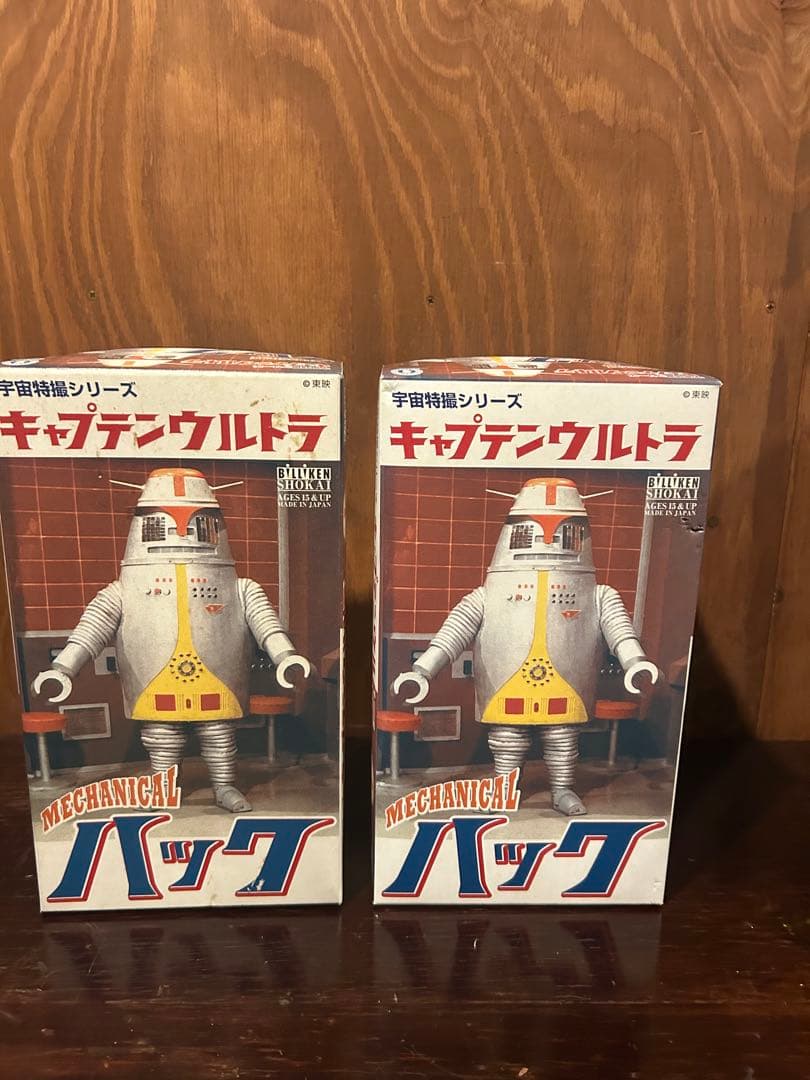 宇宙特撮シリーズ
©東映
キャプテンウルトラ
BILLIKEN
SHOKAI
AGES 15 & UP
MADE IN JAPAN
MECHANICAL
ハック
宇宙特撮シリーズ
©東映
キャプテンウルトラ
BILLIKEN
SHOKAI
AGES 15 & UP
MADE IN JAPAN
MECHANICAL
ハック